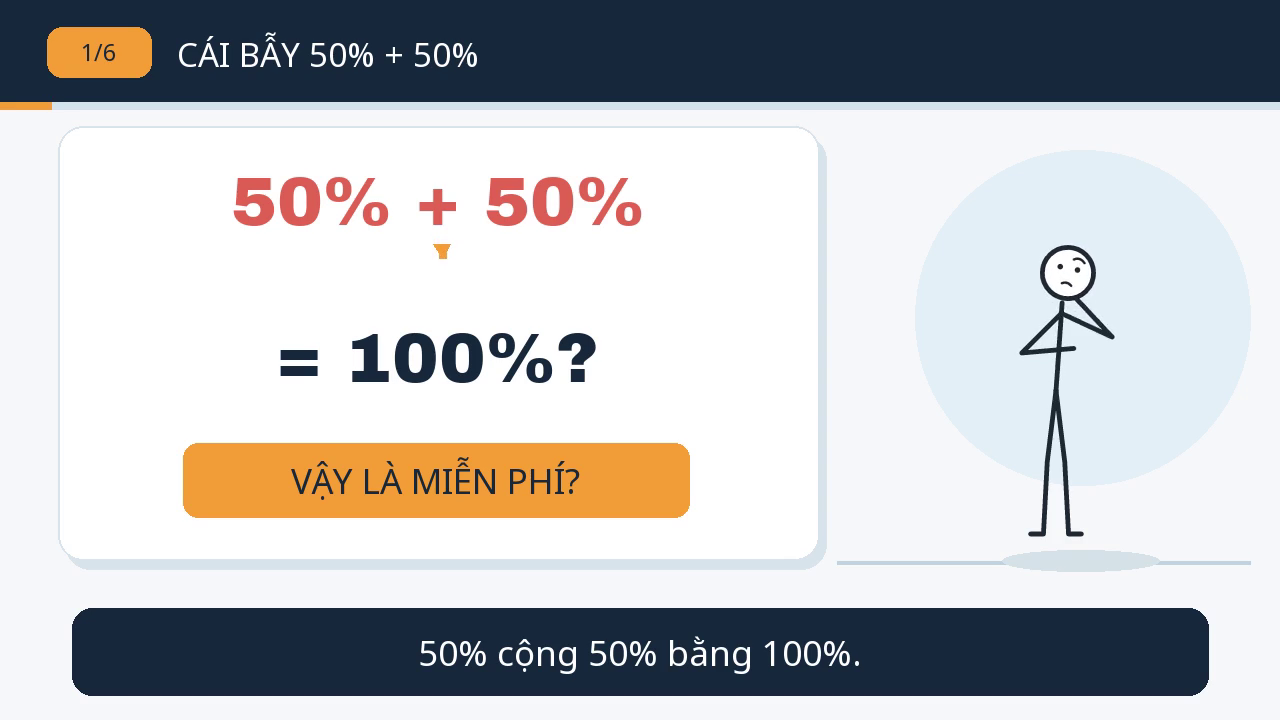 1/6
CÁI BẪY 50% + 50%
50% + 50%
= 100%?
VẬY LÀ MIỄN PHÍ?
50% cộng 50% bằng 100%.